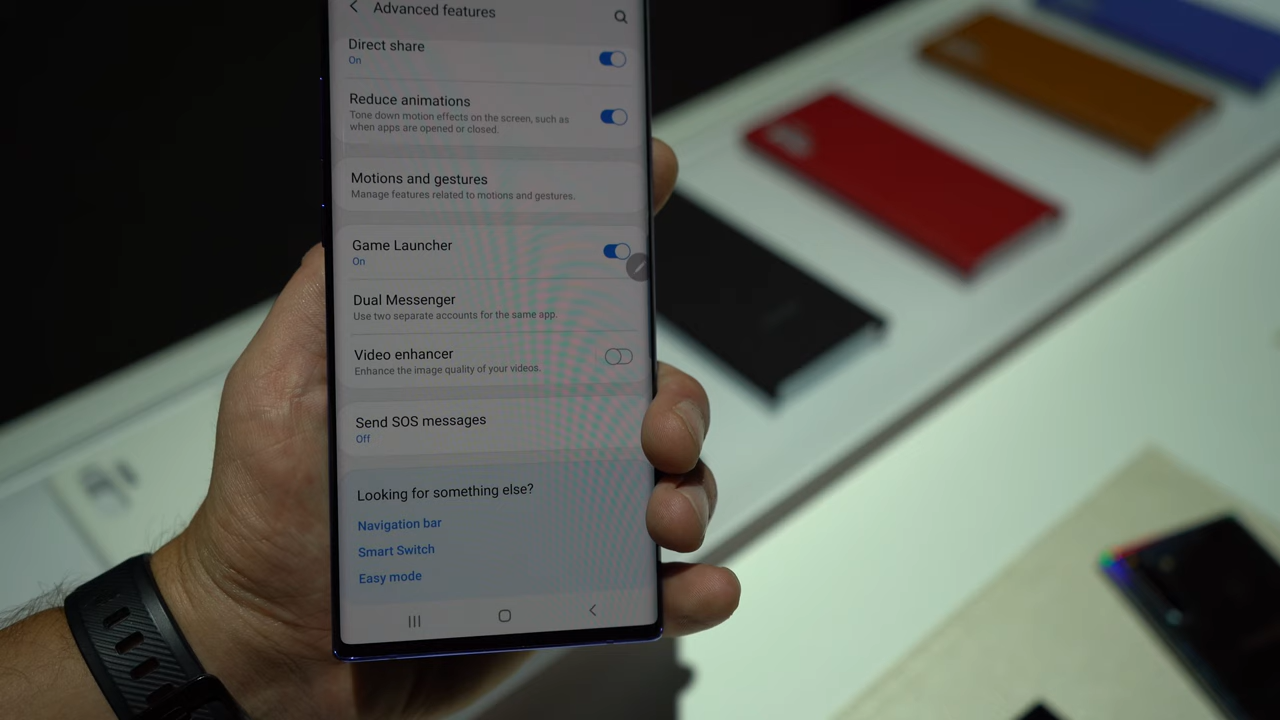 Advanced features
Direct share
On
Reduce animations
Tone down motion effects on the screen, such as
when apps are opened or closed.
Motions and gestures
Manage features related to motions and gestures.
Game Launcher
On
Dual Messenger
Use two separate accounts for the same app.
Video enhancer
Enhance the image quality of your videos.
Send SOS messages
Off
Looking for something else?
Navigation bar
Smart Switch
Easy mode